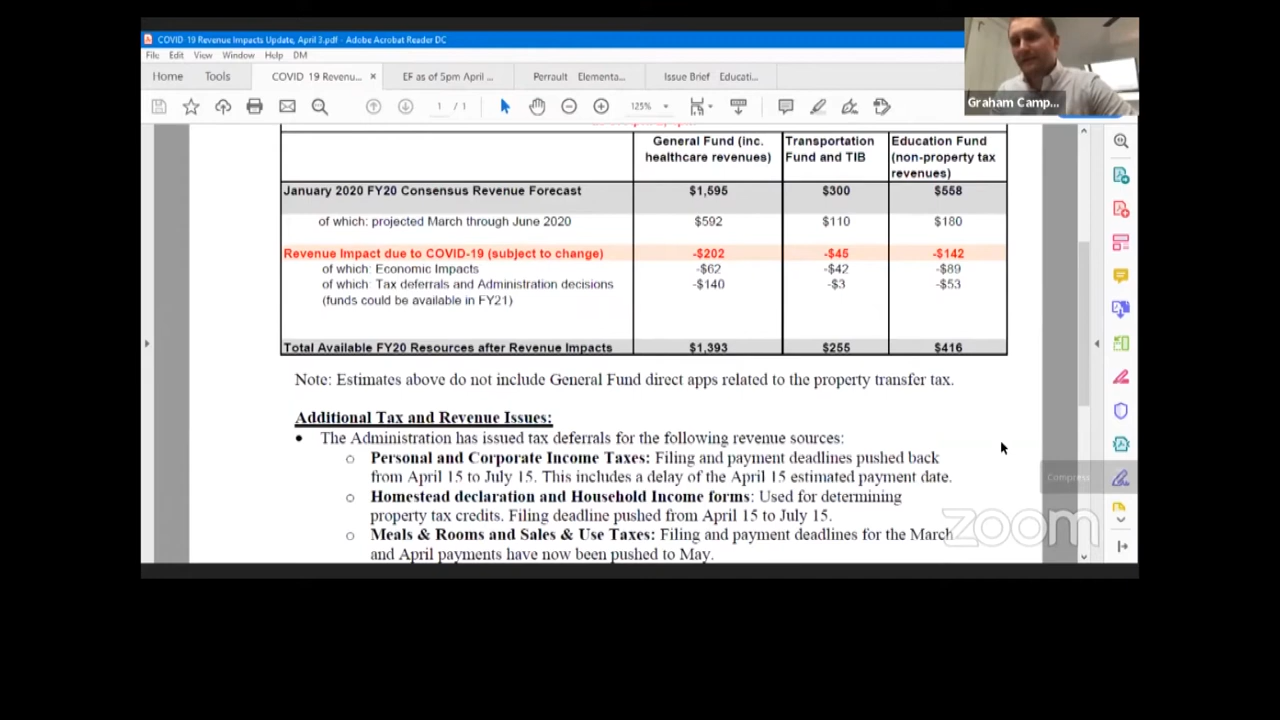 COVID-19 Revenue Impacts Update, April 3.pdf - Adobe Acrobat Reader DC
File Edit View Window Help DM
Home Tools COVID 19 Revenu... × EF as of 5pm April ... Perrault Elementa... Issue Brief Educati...
1 / 1 125%
Graham Camp...
General Fund (inc. healthcare revenues) Transportation Fund and TIB Education Fund (non-property tax revenues)
January 2020 FY20 Consensus Revenue Forecast $1,595 $300 $558
of which: projected March through June 2020 $592 $110 $180
Revenue Impact due to COVID-19 (subject to change) -$202 -$45 -$142
of which: Economic Impacts -$62 -$42 -$89
of which: Tax deferrals and Administration decisions -$140 -$3 -$53
(funds could be available in FY21)
Total Available FY20 Resources after Revenue Impacts $1,393 $255 $416
Note: Estimates above do not include General Fund direct apps related to the property transfer tax.
Additional Tax and Revenue Issues:
• The Administration has issued tax deferrals for the following revenue sources:
o Personal and Corporate Income Taxes: Filing and payment deadlines pushed back
from April 15 to July 15. This includes a delay of the April 15 estimated payment date.
o Homestead declaration and Household Income forms: Used for determining
property tax credits. Filing deadline pushed from April 15 to July 15.
o Meals & Rooms and Sales & Use Taxes: Filing and payment deadlines for the March
and April payments have now been pushed to May.
Compress
zoom